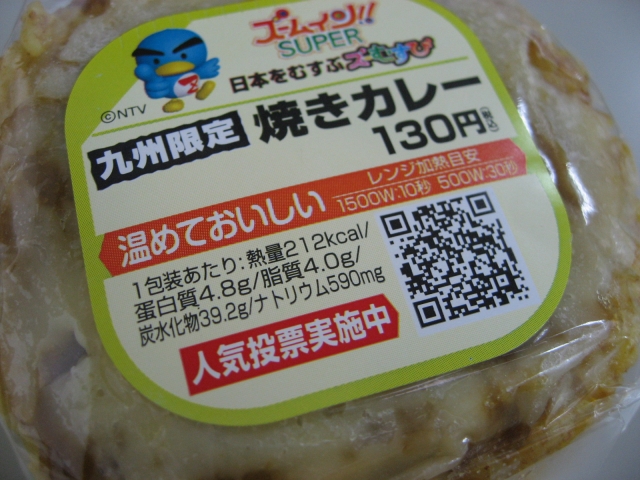 ズームイン!!
SUPER
日本をむすぶズむすび
©NTV
九州限定 焼きカレー
130円(税込)
温めておいしい
レンジ加熱目安
1500W:10秒 500W:30秒
1包装あたり:熱量212kcal/
蛋白質4.8g/脂質4.0g/
炭水化物39.2g/ナトリウム590mg
人気投票実施中